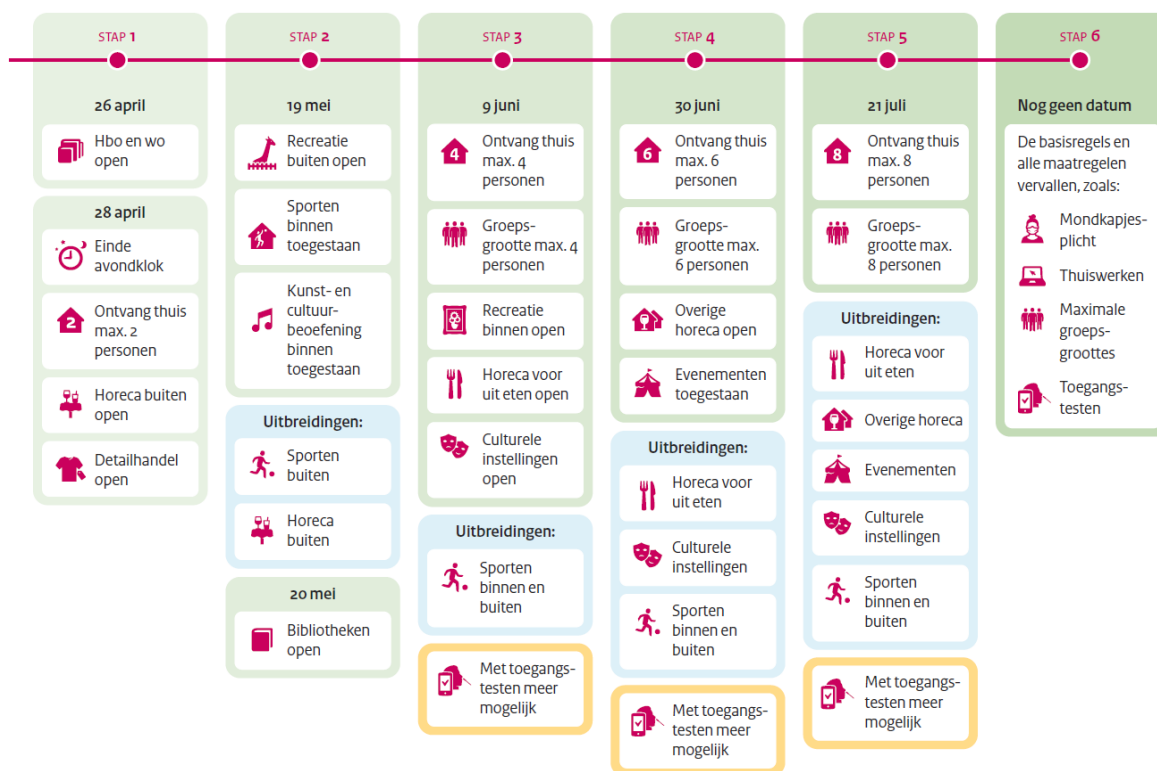 STAP 1
26 april
Hbo en wo
open
28 april
Einde
avondklok
2
Ontvang thuis
max. 2
personen
Horeca buiten
open
Detailhandel
open
STAP 2
19 mei
Recreatie
buiten open
Sporten
binnen
toegestaan
Kunst- en
cultuur-
beoefening
binnen
toegestaan
Uitbreidingen:
Sporten
buiten
Horeca
buiten
20 mei
Bibliotheken
open
STAP 3
9 juni
4
Ontvang thuis
max. 4
personen
Groeps-
grootte max. 4
personen
Recreatie
binnen open
Horeca voor
uit eten open
Culturele
instellingen
open
Uitbreidingen:
Sporten
binnen en
buiten
Met toegangs-
testen meer
mogelijk
STAP 4
30 juni
6
Ontvang thuis
max. 6
personen
Groeps-
grootte max.
6 personen
Overige
horeca open
Evenementen
toegestaan
Uitbreidingen:
Horeca voor
uit eten
Culturele
instellingen
Sporten
binnen en
buiten
Met toegangs-
testen meer
mogelijk
STAP 5
21 juli
8
Ontvang thuis
max. 8
personen
Groeps-
grootte max.
8 personen
Uitbreidingen:
Horeca voor
uit eten
Overige horeca
Evenementen
Culturele
instellingen
Sporten
binnen en
buiten
Met toegangs-
testen meer
mogelijk
STAP 6
Nog geen datum
De basisregels en
alle maatregelen
vervallen, zoals:
Mondkapjes-
plicht
Thuiswerken
Maximale
groeps-
groottes
Toegangs-
testen